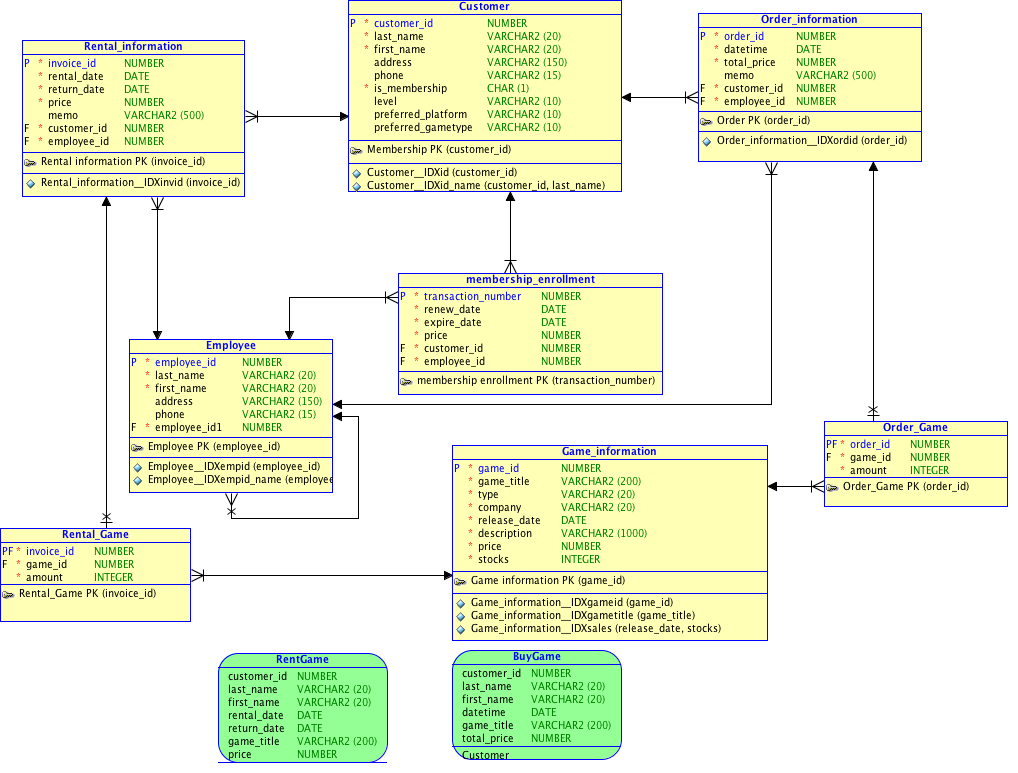 Rental_information
P * invoice_id NUMBER
* rental_date DATE
* return_date DATE
* price NUMBER
memo VARCHAR2 (500)
F * customer_id NUMBER
F * employee_id NUMBER
Rental information PK (invoice_id)
Rental_information__IDXinvid (invoice_id)
Customer
P * customer_id NUMBER
* last_name VARCHAR2 (20)
* first_name VARCHAR2 (20)
address VARCHAR2 (150)
phone VARCHAR2 (15)
* is_membership CHAR (1)
level VARCHAR2 (10)
preferred_platform VARCHAR2 (10)
preferred_gametype VARCHAR2 (10)
Membership PK (customer_id)
Customer__IDXid (customer_id)
Customer__IDXid_name (customer_id, last_name)
Order_information
P * order_id NUMBER
* datetime DATE
* total_price NUMBER
memo VARCHAR2 (500)
F * customer_id NUMBER
F * employee_id NUMBER
Order PK (order_id)
Order_information__IDXordid (order_id)
membership_enrollment
P * transaction_number NUMBER
* renew_date DATE
* expire_date DATE
* price NUMBER
F * customer_id NUMBER
F * employee_id NUMBER
membership enrollment PK (transaction_number)
Employee
P * employee_id NUMBER
* last_name VARCHAR2 (20)
* first_name VARCHAR2 (20)
address VARCHAR2 (150)
phone VARCHAR2 (15)
F * employee_id1 NUMBER
Employee PK (employee_id)
Employee__IDXempid (employee_id)
Employee__IDXempid_name (employee
Order_Game
PF * order_id NUMBER
F * game_id NUMBER
* amount INTEGER
Order_Game PK (order_id)
Game_information
P * game_id NUMBER
* game_title VARCHAR2 (200)
* type VARCHAR2 (20)
* company VARCHAR2 (20)
* release_date DATE
* description VARCHAR2 (1000)
* price NUMBER
* stocks INTEGER
Game information PK (game_id)
Game_information__IDXgameid (game_id)
Game_information__IDXgametitle (game_title)
Game_information__IDXsales (release_date, stocks)
Rental_Game
PF * invoice_id NUMBER
F * game_id NUMBER
* amount INTEGER
Rental_Game PK (invoice_id)
RentGame
customer_id NUMBER
last_name VARCHAR2 (20)
first_name VARCHAR2 (20)
rental_date DATE
return_date DATE
game_title VARCHAR2 (200)
price NUMBER
BuyGame
customer_id NUMBER
last_name VARCHAR2 (20)
first_name VARCHAR2 (20)
datetime DATE
game_title VARCHAR2 (200)
total_price NUMBER
Customer